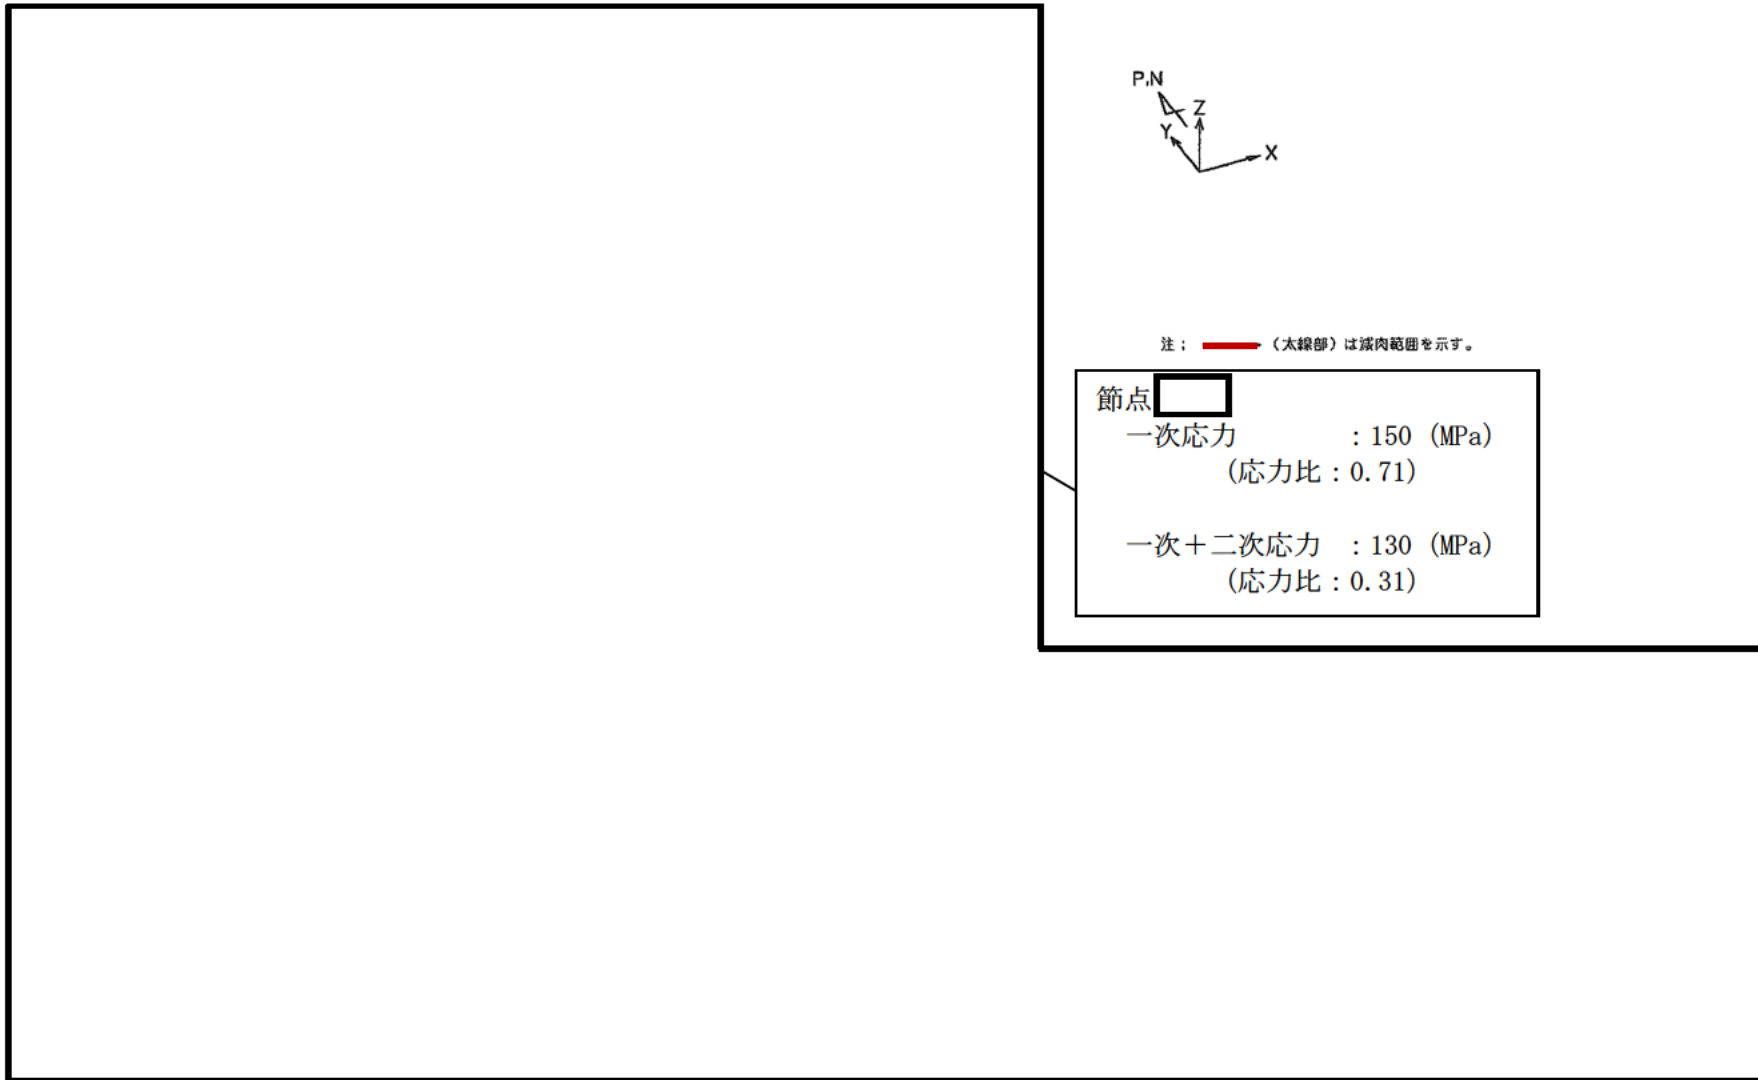 P,N
Z
Y
X
注； （太線部）は減肉範囲を示す。
節点
一次応力 ：150 (MPa)
(応力比：0.71)
一次＋二次応力 ：130 (MPa)
(応力比：0.31)